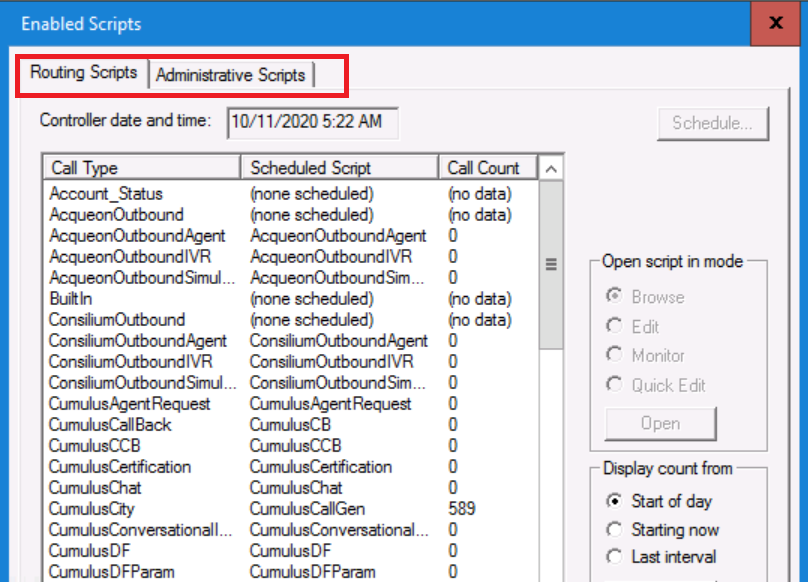 Enabled Scripts x
Routing Scripts Administrative Scripts
Controller date and time: 10/11/2020 5:22 AM Schedule...
Call Type Scheduled Script Call Count
Account_Status (none scheduled) (no data)
AcqueonOutbound (none scheduled) (no data)
AcqueonOutboundAgent AcqueonOutboundAgent 0
AcqueonOutboundIVR AcqueonOutboundIVR 0
AcqueonOutboundSimul... AcqueonOutboundSim... 0
BuiltIn (none scheduled) (no data)
ConsiliumOutbound (none scheduled) (no data)
ConsiliumOutboundAgent ConsiliumOutboundAgent 0
ConsiliumOutboundIVR ConsiliumOutboundIVR 0
ConsiliumOutboundSimul... ConsiliumOutboundSim... 0
CumulusAgentRequest CumulusAgentRequest 0
CumulusCallBack CumulusCB 0
CumulusCCB CumulusCCB 0
CumulusCertification CumulusCertification 0
CumulusChat CumulusChat 0
CumulusCity CumulusCallGen 589
CumulusConversationalI... CumulusConversational... 0
CumulusDF CumulusDF 0
CumulusDFParam CumulusDFParam 0
Open script in mode
Browse
Edit
Monitor
Quick Edit
Open
Display count from
Start of day
Starting now
Last interval